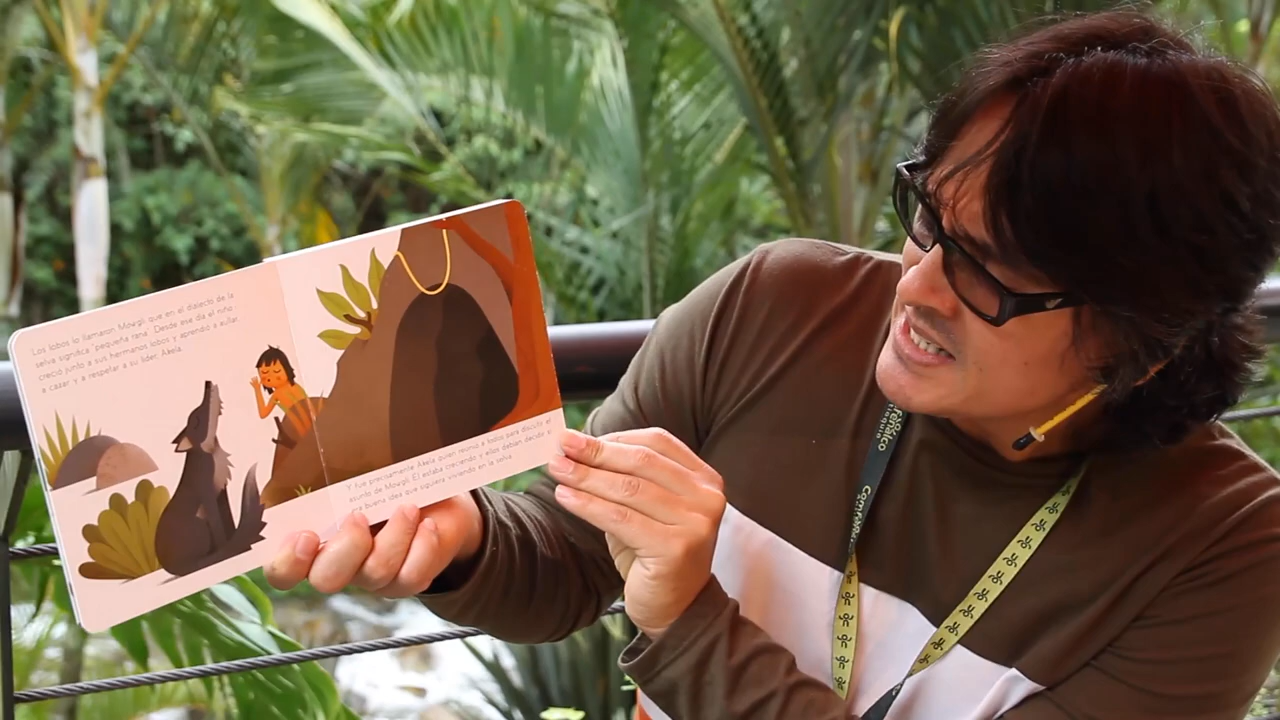 Los lobos lo llamaron Mowgli, que en el dialecto de la
selva significa "pequeña rana". Desde ese día el niño
creció junto a sus hermanos lobos y aprendió a aullar,
a cazar y a respetar a su líder, Akela.
Y fue precisamente Akela quien reunió a todos para discutir el
asunto de Mowgli. Él estaba creciendo y ellos debían decidir si
era buena idea que siguiera viviendo en la selva.